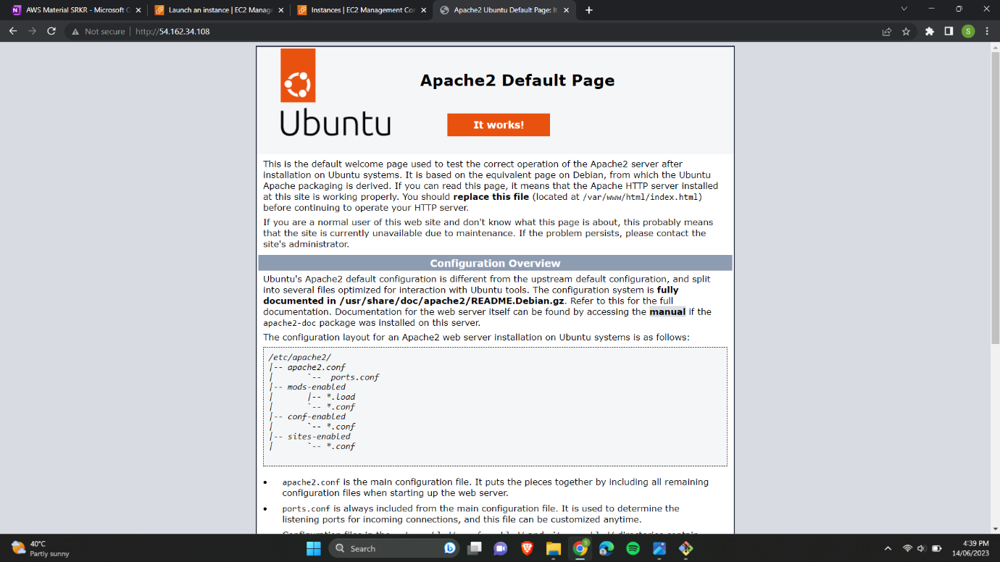 AWS Material SRKR - Microsoft O
Launch an instance | EC2 Manage
Instances | EC2 Management Con
Apache2 Ubuntu Default Page: It
Not secure
http://54.162.34.108
S
Ubuntu
Apache2 Default Page
It works!
This is the default welcome page used to test the correct operation of the Apache2 server after
installation on Ubuntu systems. It is based on the equivalent page on Debian, from which the Ubuntu
Apache packaging is derived. If you can read this page, it means that the Apache HTTP server installed
at this site is working properly. You should replace this file (located at /var/www/html/index.html)
before continuing to operate your HTTP server.
If you are a normal user of this web site and don't know what this page is about, this probably means
that the site is currently unavailable due to maintenance. If the problem persists, please contact the
site's administrator.
Configuration Overview
Ubuntu's Apache2 default configuration is different from the upstream default configuration, and split
into several files optimized for interaction with Ubuntu tools. The configuration system is fully
documented in /usr/share/doc/apache2/README.Debian.gz. Refer to this for the full
documentation. Documentation for the web server itself can be found by accessing the manual if the
apache2-doc package was installed on this server.
The configuration layout for an Apache2 web server installation on Ubuntu systems is as follows:
/etc/apache2/
|-- apache2.conf
|       `--  ports.conf
|-- mods-enabled
|       |-- *.load
|       `-- *.conf
|-- conf-enabled
|       `-- *.conf
|-- sites-enabled
|       `-- *.conf
• apache2.conf is the main configuration file. It puts the pieces together by including all remaining
configuration files when starting up the web server.
• ports.conf is always included from the main configuration file. It is used to determine the
listening ports for incoming connections, and this file can be customized anytime.
40°C
Partly sunny
Search
4:39 PM
14/06/2023